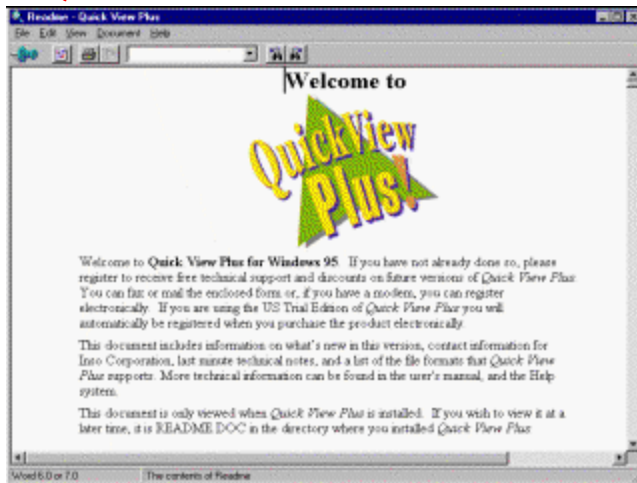 Readme - Quick View Plus
File Edit View Document Help
Welcome to
QuickView
Plus!
Welcome to Quick View Plus for Windows 95. If you have not already done so, please
register to receive free technical support and discounts on future versions of Quick View Plus.
You can fax or mail the enclosed form or, if you have a modem, you can register
electronically. If you are using the US Trial Edition of Quick View Plus you will
automatically be registered when you purchase the product electronically.
This document includes information on what's new in this version, contact information for
Inso Corporation, last minute technical notes, and a list of the file formats that Quick View
Plus supports. More technical information can be found in the user's manual, and the Help
system.
This document is only viewed when Quick View Plus is installed. If you wish to view it at a
later time, it is README.DOC in the directory where you installed Quick View Plus
Word 6.0 or 7.0 The contents of Readme